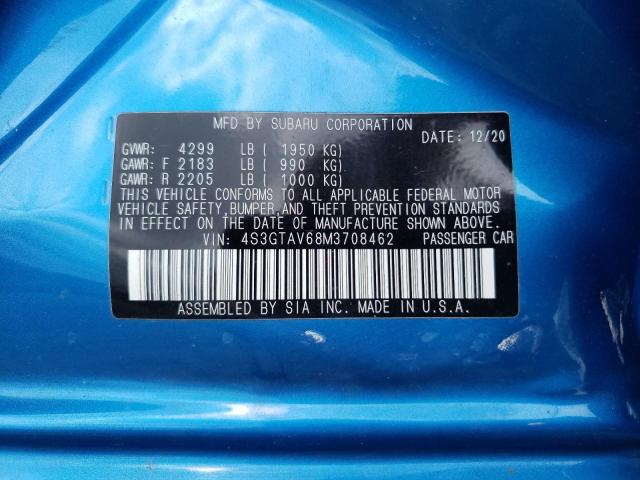 MFD BY SUBARU CORPORATION
DATE: 12/20
GVWR: 4299 LB ( 1950 KG)
GAWR: F 2183 LB ( 990 KG)
GAWR: R 2205 LB ( 1000 KG)
THIS VEHICLE CONFORMS TO ALL APPLICABLE FEDERAL MOTOR
VEHICLE SAFETY, BUMPER, AND THEFT PREVENTION STANDARDS
IN EFFECT ON THE DATE OF MANUFACTURE SHOWN ABOVE.
VIN: 4S3GTAV68M3708462 PASSENGER CAR
ASSEMBLED BY SIA INC. MADE IN U.S.A.